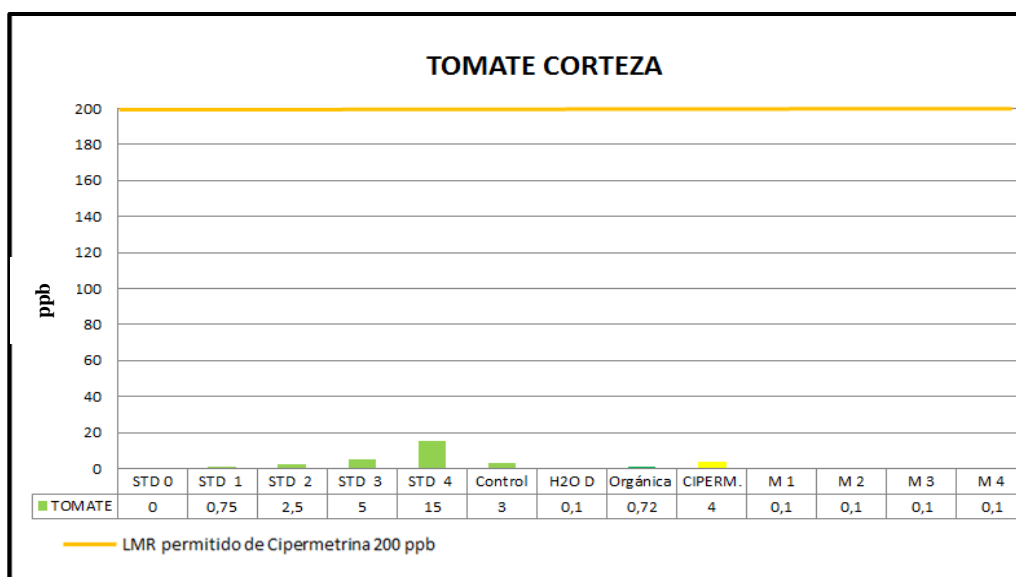 TOMATE CORTEZA
200
180
160
140
120
100
80
60
40
20
0
ppb
STD 0 STD 1 STD 2 STD 3 STD 4 Control H2O D Orgánica CIPERM. M 1 M 2 M 3 M 4
TOMATE 0 0,75 2,5 5 15 3 0,1 0,72 4 0,1 0,1 0,1 0,1
LMR permitido de Cipermetrina 200 ppb